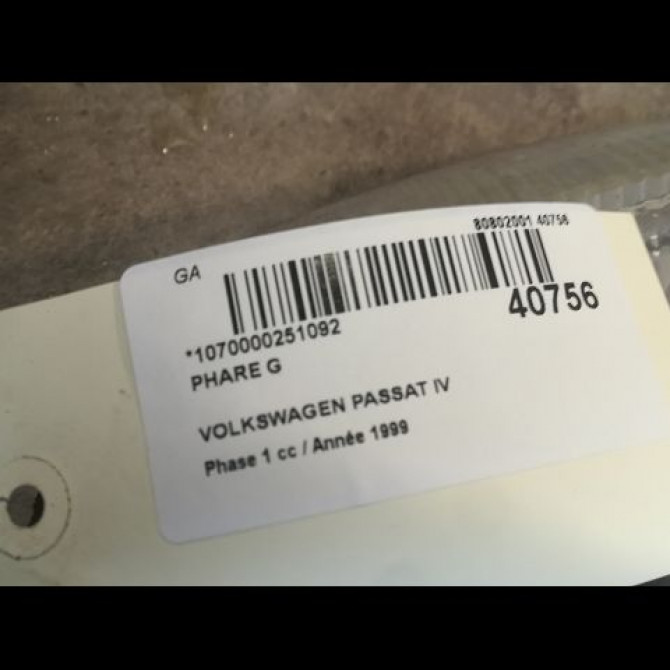 80802001 40756
GA
40756
*1070000251092
PHARE G
VOLKSWAGEN PASSAT IV
Phase 1 cc / Année 1999